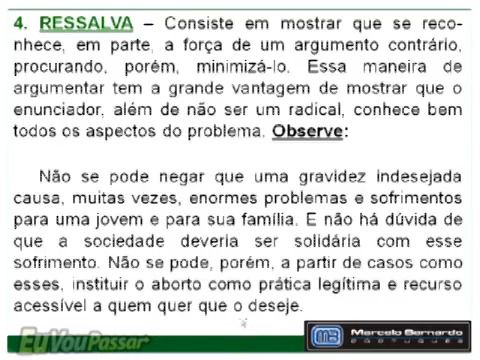 4. RESSALVA – Consiste em mostrar que se reco-
nhece, em parte, a força de um argumento contrário,
procurando, porém, minimizá-lo. Essa maneira de
argumentar tem a grande vantagem de mostrar que o
enunciador, além de não ser um radical, conhece bem
todos os aspectos do problema. Observe:
Não se pode negar que uma gravidez indesejada
causa, muitas vezes, enormes problemas e sofrimentos
para uma jovem e para sua família. E não há dúvida de
que a sociedade deveria ser solidária com esse
sofrimento. Não se pode, porém, a partir de casos como
esses, instituir o aborto como prática legítima e recurso
acessível a quem quer que o deseje.
EuVouPassar
MB Marcelo Bernardo
PORTUGUÊS